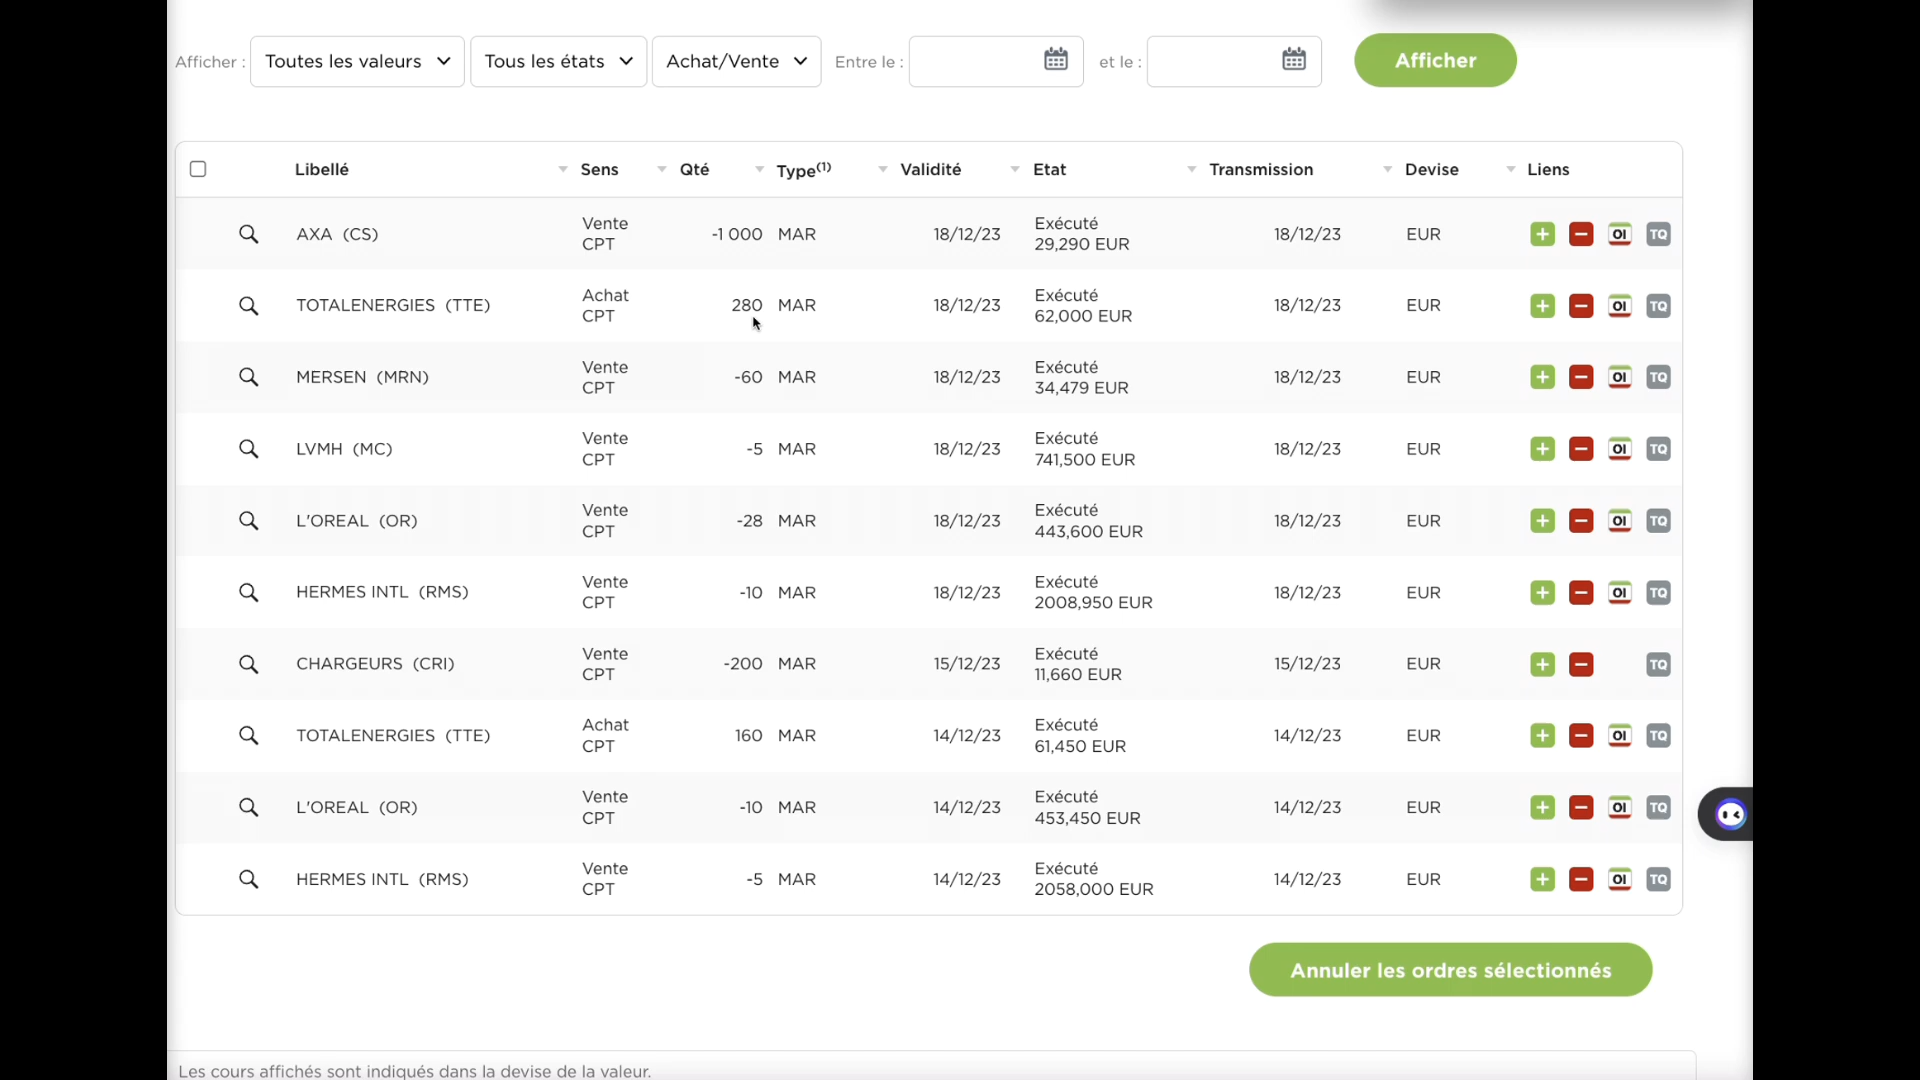 Afficher : Toutes les valeurs Tous les états Achat/Vente Entre le : et le : Afficher
Libellé Sens Qté Type(1) Validité Etat Transmission Devise Liens
AXA (CS) Vente CPT -1 000 MAR 18/12/23 Exécuté 29,290 EUR 18/12/23 EUR OI TQ
TOTALENERGIES (TTE) Achat CPT 280 MAR 18/12/23 Exécuté 62,000 EUR 18/12/23 EUR OI TQ
MERSEN (MRN) Vente CPT -60 MAR 18/12/23 Exécuté 34,479 EUR 18/12/23 EUR OI TQ
LVMH (MC) Vente CPT -5 MAR 18/12/23 Exécuté 741,500 EUR 18/12/23 EUR OI TQ
L'OREAL (OR) Vente CPT -28 MAR 18/12/23 Exécuté 443,600 EUR 18/12/23 EUR OI TQ
HERMES INTL (RMS) Vente CPT -10 MAR 18/12/23 Exécuté 2008,950 EUR 18/12/23 EUR OI TQ
CHARGEURS (CRI) Vente CPT -200 MAR 15/12/23 Exécuté 11,660 EUR 15/12/23 EUR TQ
TOTALENERGIES (TTE) Achat CPT 160 MAR 14/12/23 Exécuté 61,450 EUR 14/12/23 EUR OI TQ
L'OREAL (OR) Vente CPT -10 MAR 14/12/23 Exécuté 453,450 EUR 14/12/23 EUR OI TQ
HERMES INTL (RMS) Vente CPT -5 MAR 14/12/23 Exécuté 2058,000 EUR 14/12/23 EUR OI TQ
Annuler les ordres sélectionnés
Les cours affichés sont indiqués dans la devise de la valeur.